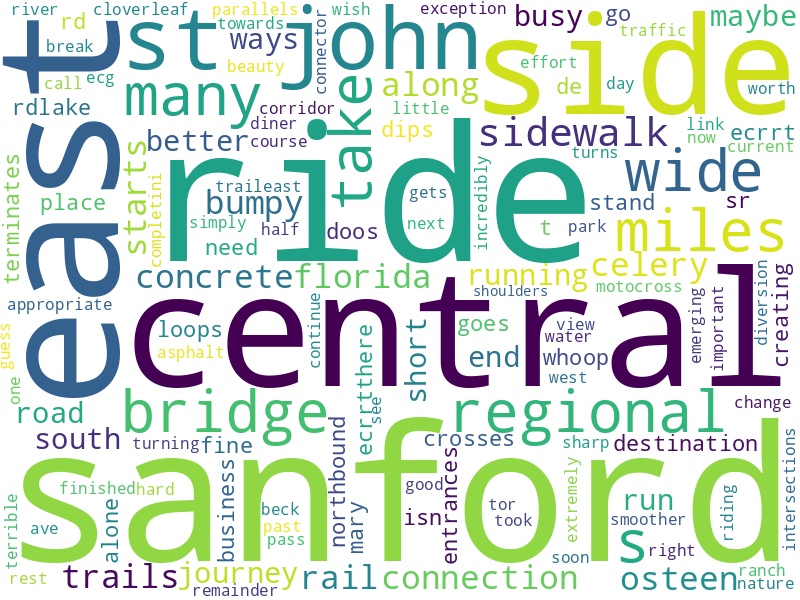 river cloverleaf parallels exception wish
rd towards go
st john ways connector busy maybe
break beauty traffic
call ecg many take along effort de day side worth
rdlake corridor little
diner dips sidewalk link ecrrt
better course now current
east ride turns
terminates starts completini traileast gets incredibly wide
place bumpy stand sr
simply half doos next t park
need miles
concrete florida running celery
motocross
appropriate central shoulders
loops continue ecrrtthere short goes view emerging important diversion creating
guess asphalt end water whoop
one see west
road bridge regional change
south turning fine crosses sharp destination
sanford
terrible finished hard business northbound mary entrances good extremely riding intersections
ave alone beck past isn tor took run s smoother
pass right
rest trails journey rail connection soon osteen ranch
remainder nature